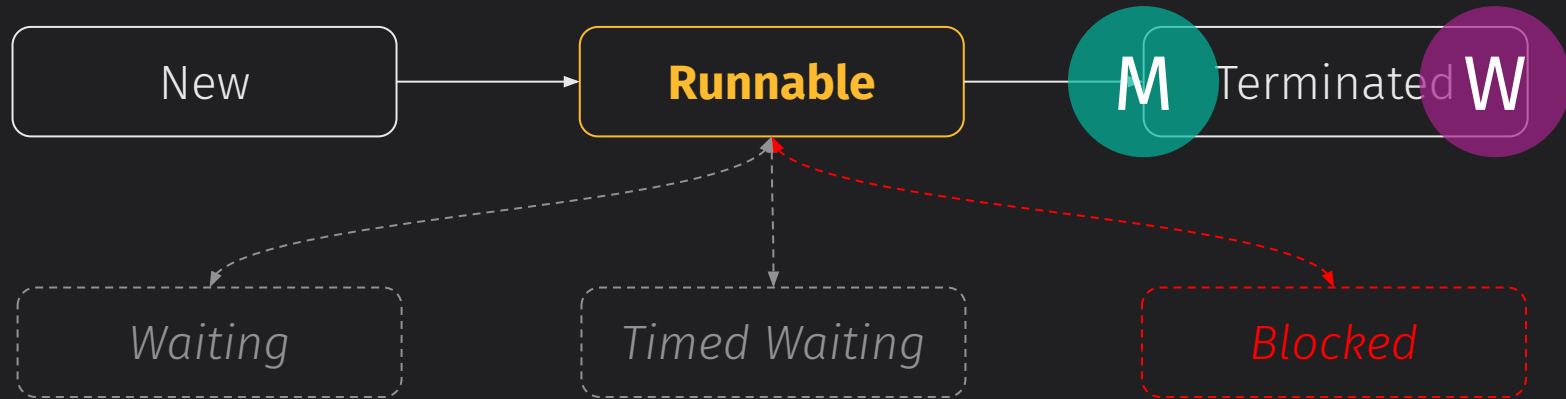 New
Runnable
M
Terminated
W
Waiting
Timed Waiting
Blocked